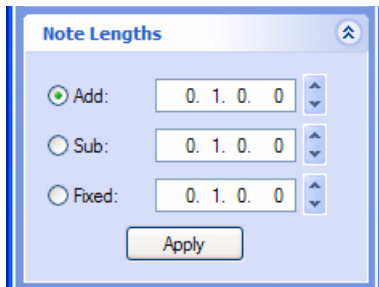 Note Lengths
Add: 0. 1. 0. 0
Sub: 0. 1. 0. 0
Fixed: 0. 1. 0. 0
Apply